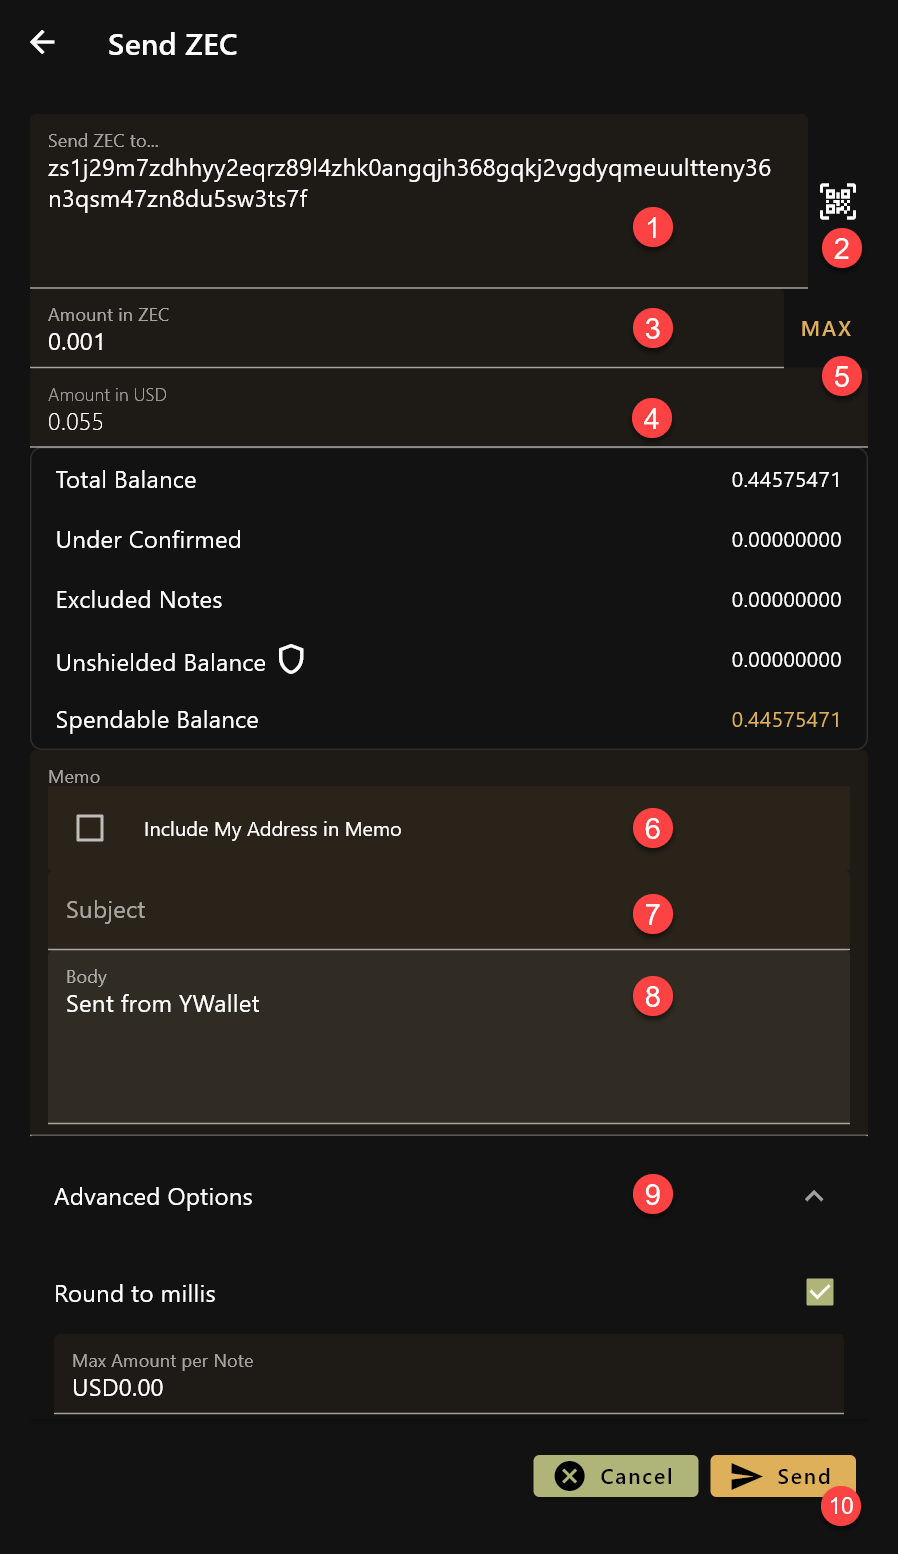 Send ZEC
Send ZEC to...
zs1j29m7zdhhyy2eqrz89l4zhk0angqjh368gqkj2vgdyqmeuultteny36
n3qsm47zn8du5sw3ts7f
1
2
Amount in ZEC
0.001
3
MAX
5
Amount in USD
0.055
4
Total Balance 0.44575471
Under Confirmed 0.00000000
Excluded Notes 0.00000000
Unshielded Balance 0.00000000
Spendable Balance 0.44575471
Memo
Include My Address in Memo
6
Subject
7
Body
Sent from YWallet
8
Advanced Options
9
Round to millis
Max Amount per Note
USD0.00
Cancel
Send
10